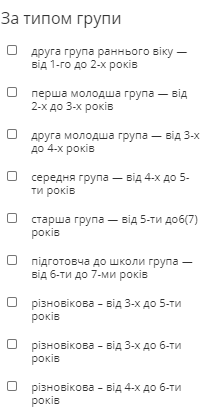 За типом групи
друга група раннього віку —
від 1-го до 2-х років
перша молодша група — від
2-х до 3-х років
друга молодша група — від 3-х
до 4-х років
середня група — від 4-х до 5-
ти років
старша група — від 5-ти до6(7)
років
підготовча до школи група —
від 6-ти до 7-ми років
різновікова – від 3-х до 5-ти
років
різновікова – від 3-х до 6-ти
років
різновікова – від 4-х до 6-ти
років